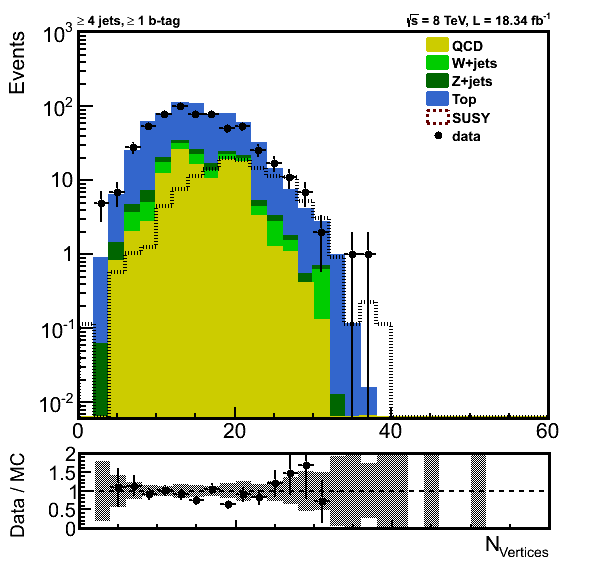 ≥ 4 jets, ≥ 1 b-tag
√s = 8 TeV, L = 18.34 fb⁻¹
Events
10³
10²
10
1
10⁻¹
10⁻²
QCD
W+jets
Z+jets
Top
SUSY
data
0 20 40 60
Data / MC
2
1.5
1
0.5
0
N_Vertices